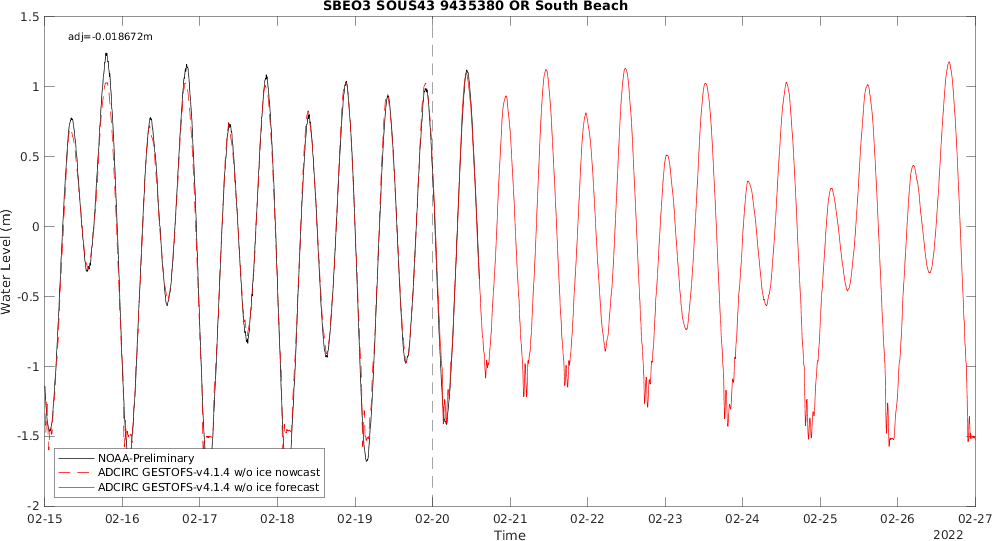 SBEO3 SOUS43 9435380 OR South Beach
adj=-0.018672m
1.5
1
0.5
0
-0.5
-1
-1.5
-2
Water Level (m)
NOAA-Preliminary
ADCIRC GESTOFS-v4.1.4 w/o ice nowcast
ADCIRC GESTOFS-v4.1.4 w/o ice forecast
02-15 02-16 02-17 02-18 02-19 02-20 02-21 02-22 02-23 02-24 02-25 02-26 02-27
Time
2022